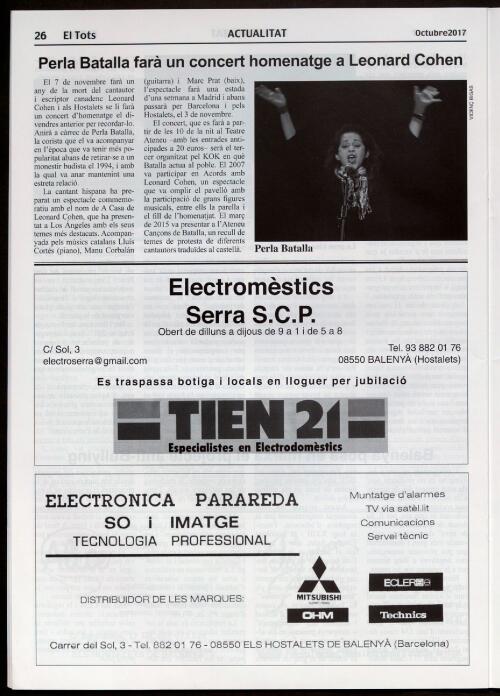 26 El Tots
ACTUALITAT
Octubre2017
Perla Batalla farà un concert homenatge a Leonard Cohen
El 7 de novembre farà un
any de la mort del cantautor
i escriptor canadenc Leonard
Cohen i als Hostalets se li farà
un concert d'homenatge el di-
vendres anterior per recordar-lo.
Anirà a càrrec de Perla Batalla,
la corista que el va acompanyar
en l'època que va tenir més po-
pularitat abans de retirar-se a un
monestir budista el 1994, i amb
la qual va anar mantenint una
estreta relació.
La cantant hispana ha pre-
parat un espectacle commemo-
ratiu amb el nom de A Casa de
Leonard Cohen, que ha presen-
tat a Los Angeles amb els seus
temes més destacats. Acompan-
yada pels músics catalans Lluís
Cortés (piano), Manu Corbalán
(guitarra) i Marc Prat (baix),
l'espectacle farà una estada
d'una setmana a Madrid i abans
passarà per Barcelona i pels
Hostalets, el 3 de novembre.
El concert, que es farà a par-
tir de les 10 de la nit al Teatre
Ateneu –amb les entrades anti-
cipades a 20 euros– serà el ter-
cer organitzat pel KOK en què
Batalla actua al poble. El 2007
va participar en Acords amb
Leonard Cohen, un espectacle
que va omplir el pavelló amb
la participació de grans figures
musicals, entre ells la parella i
el fill de l'homenatjat. El març
de 2015 va presentar a l'Ateneu
Cançons de Batalla, un recull de
temes de protesta de diferents
cantautors traduïdes al castellà.
VICENÇ BIGAS
Perla Batalla
Electromèstics
Serra S.C.P.
Obert de dilluns a dijous de 9 a 1 i de 5 a 8
C/ Sol, 3
Tel. 93 882 01 76
electroserra@gmail.com
08550 BALENYÀ (Hostalets)
Es traspassa botiga i locals en lloguer per jubilació
TIEN 21
Especialistes en Electrodomèstics
ELECTRONICA PARAREDA
SO i IMATGE
TECNOLOGIA PROFESSIONAL
Muntatge d'alarmes
TV via satèl.lit
Comunicacions
Servei tècnic
DISTRIBUIDOR DE LES MARQUES:
MITSUBISHI
OHM
ECLER
Technics
Carrer del Sol, 3 - Tel. 882 01 76 - 08550 ELS HOSTALETS DE BALENYÀ (Barcelona)